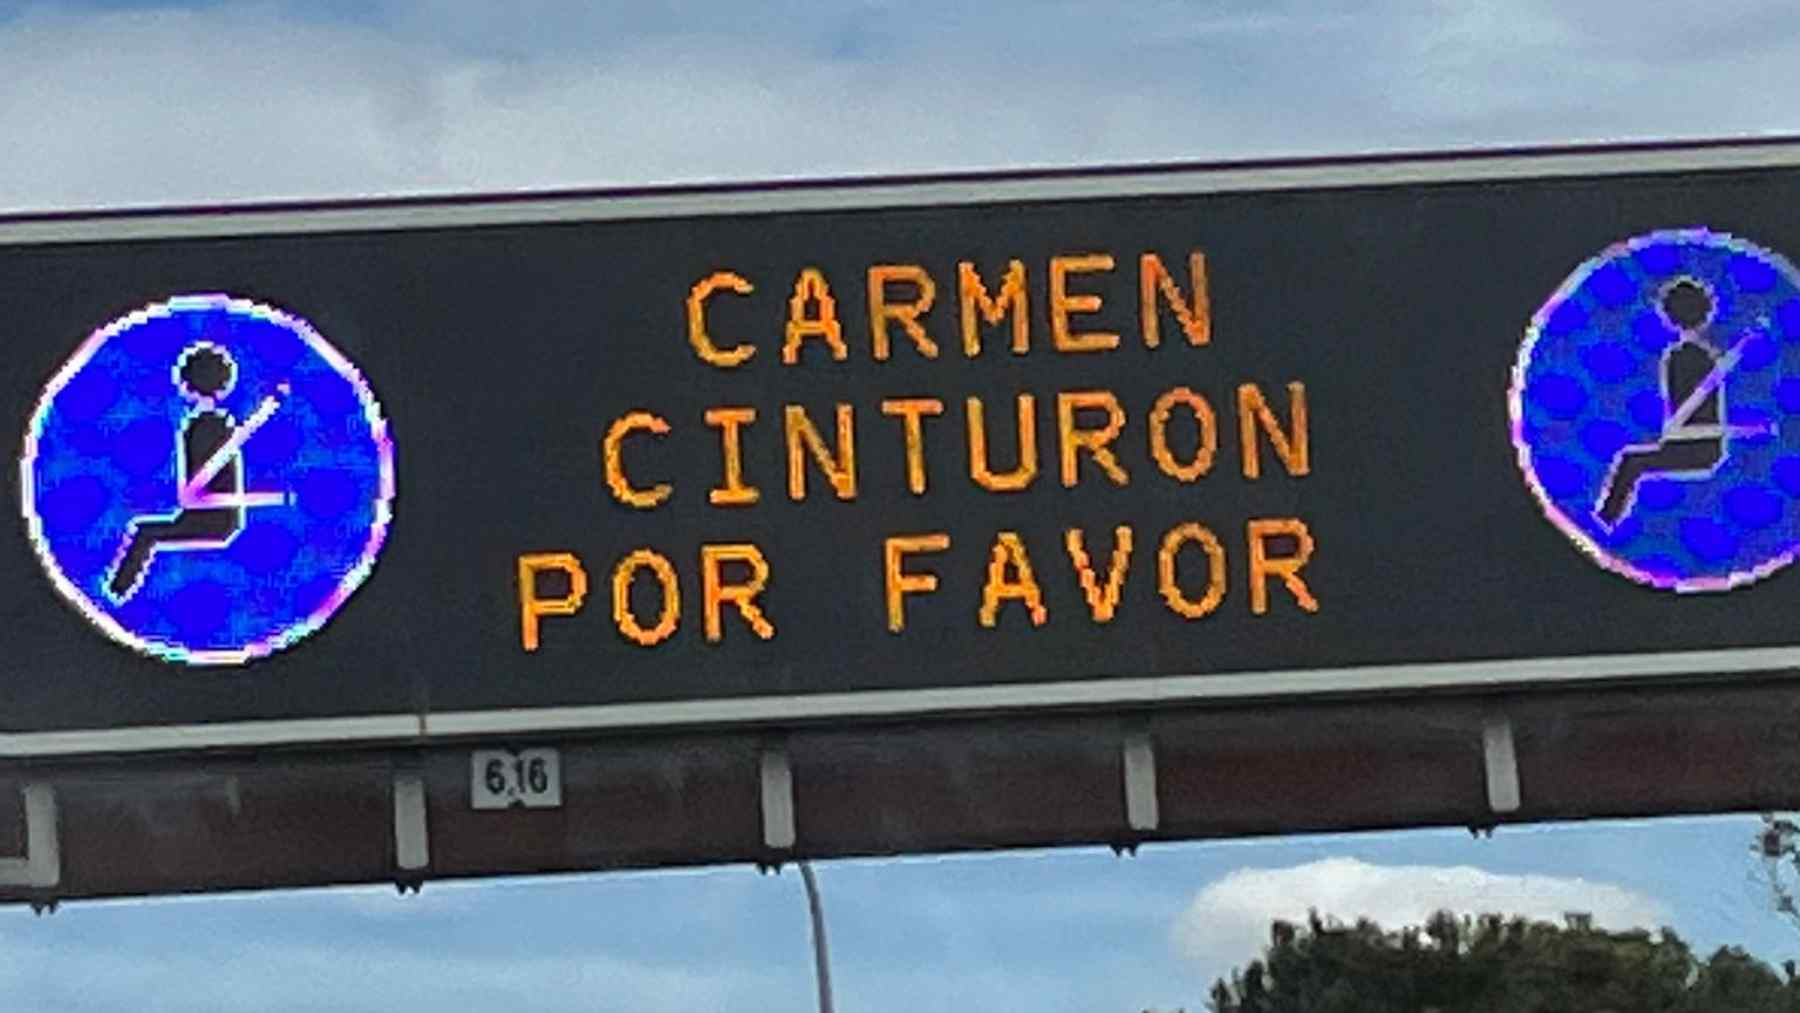 CARMEN
CINTURON
POR FAVOR
6.16